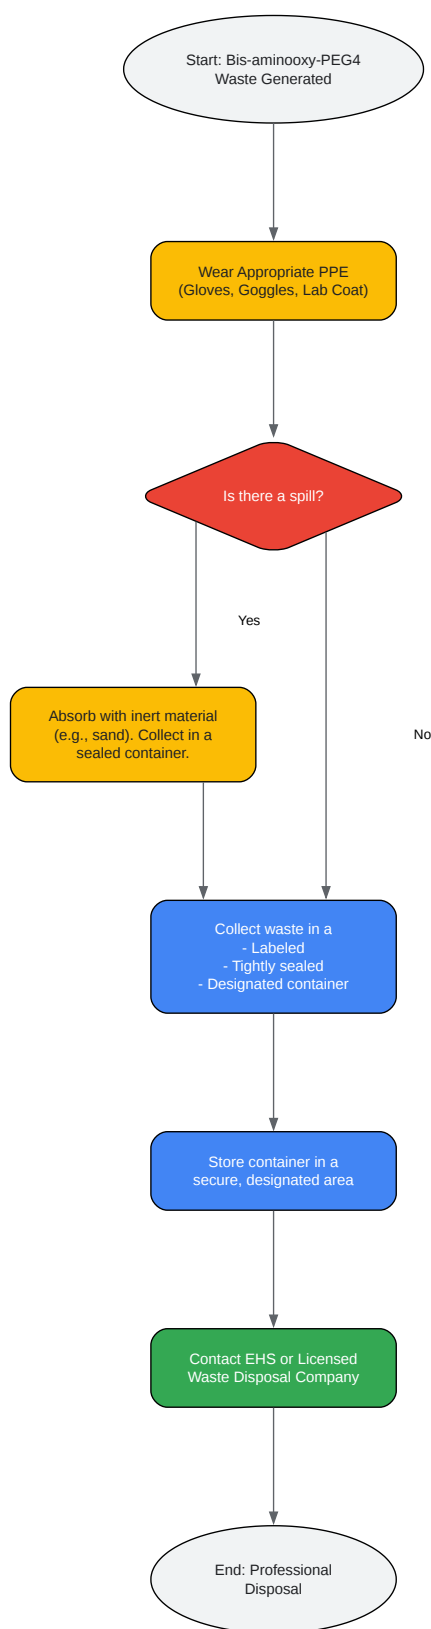 Start: Bis-aminooxy-PEG4
Waste Generated
Wear Appropriate PPE
(Gloves, Goggles, Lab Coat)
Is there a spill?
Yes
Absorb with inert material
(e.g., sand). Collect in a
sealed container.
No
Collect waste in a
- Labeled
- Tightly sealed
- Designated container
Store container in a
secure, designated area
Contact EHS or Licensed
Waste Disposal Company
End: Professional
Disposal